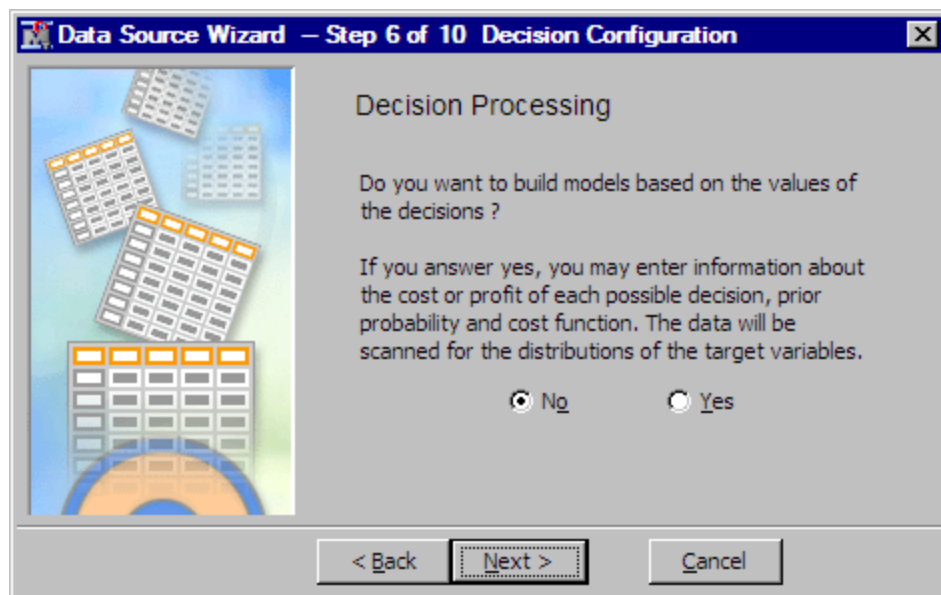 Data Source Wizard – Step 6 of 10 Decision Configuration
Decision Processing
Do you want to build models based on the values of
the decisions ?
If you answer yes, you may enter information about
the cost or profit of each possible decision, prior
probability and cost function. The data will be
scanned for the distributions of the target variables.
No Yes
< Back Next > Cancel